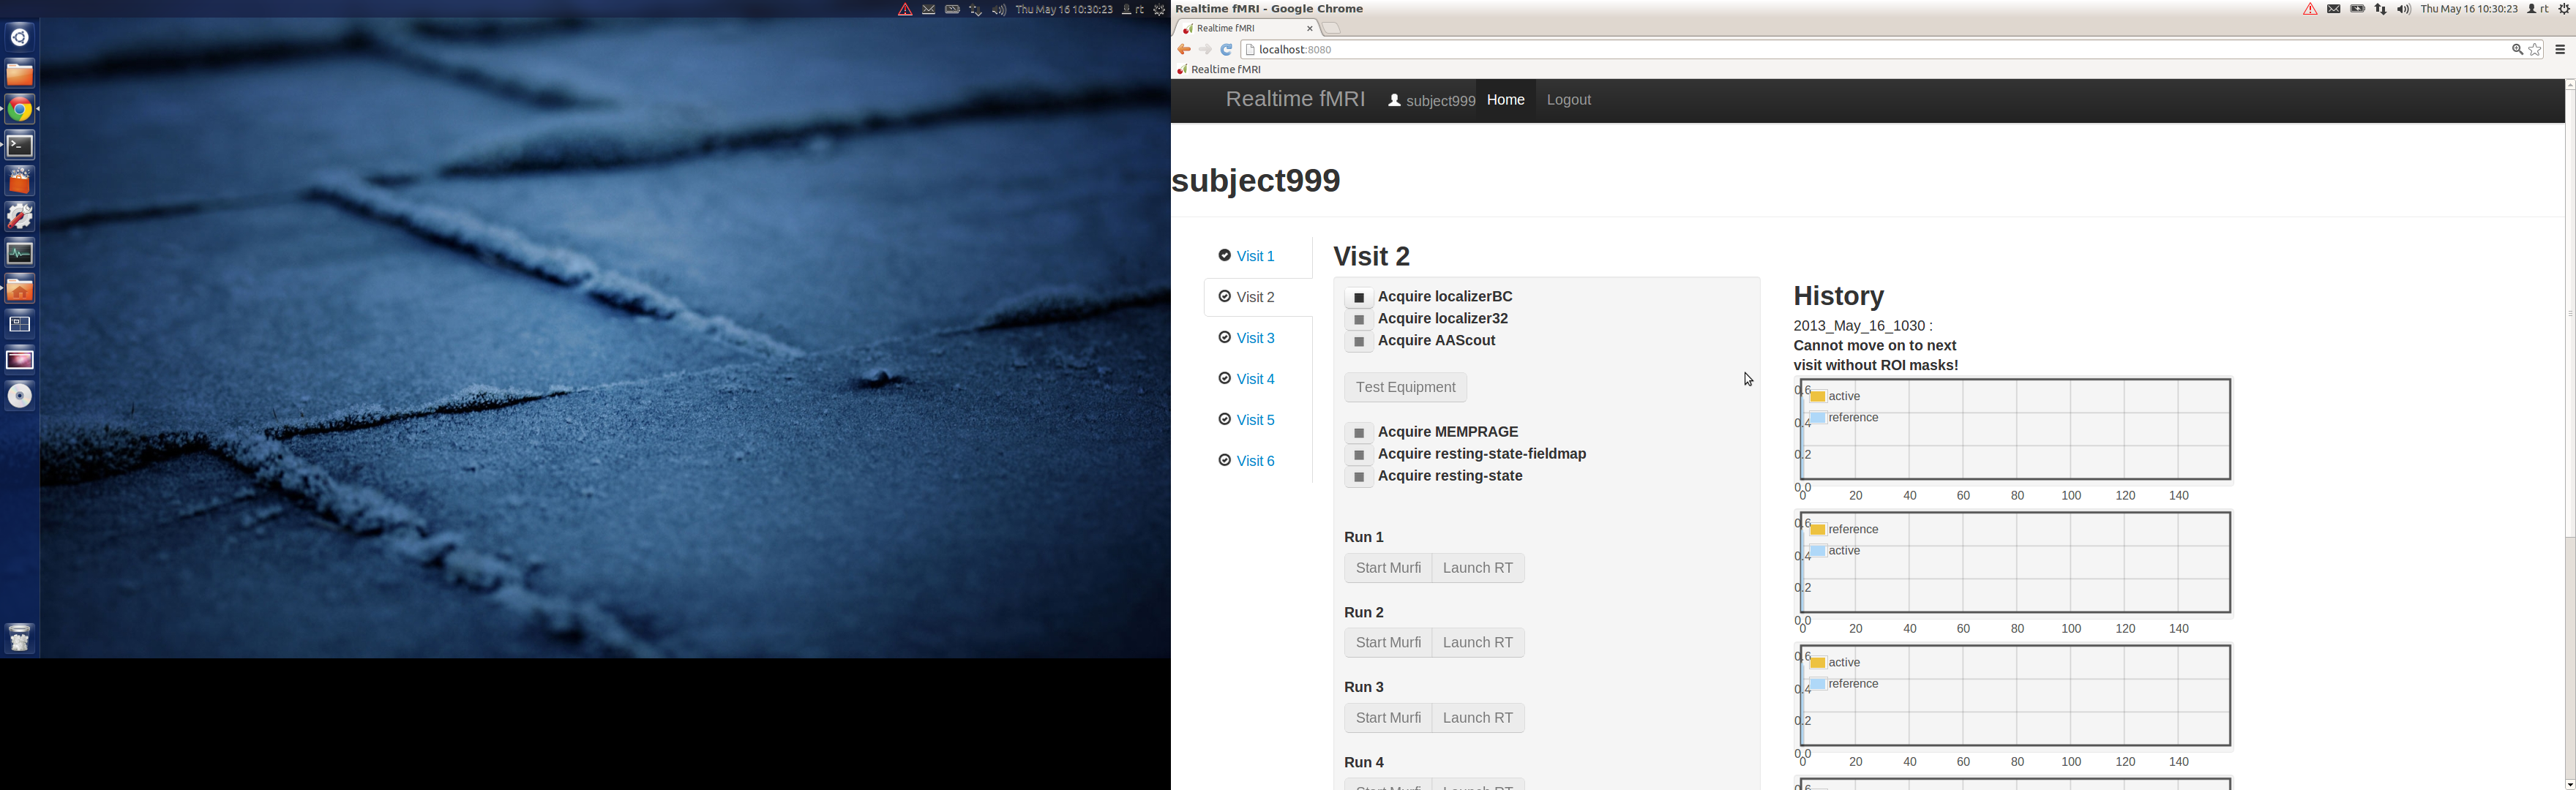 Thu May 16 10:30:23 rt
Realtime fMRI - Google Chrome
Thu May 16 10:30:23 rt
Realtime fMRI
localhost:8080
Realtime fMRI
Realtime fMRI subject999 Home Logout
subject999
Visit 1
Visit 2
Visit 3
Visit 4
Visit 5
Visit 6
Visit 2
Acquire localizerBC
Acquire localizer32
Acquire AAScout
Test Equipment
Acquire MEMPRAGE
Acquire resting-state-fieldmap
Acquire resting-state
Run 1
Start Murfi Launch RT
Run 2
Start Murfi Launch RT
Run 3
Start Murfi Launch RT
Run 4
Start Murfi Launch RT
History
2013_May_16_1030 :
Cannot move on to next
visit without ROI masks!
0.6
active
reference
0.4
0.2
0.0
0 20 40 60 80 100 120 140
0.6
reference
active
0.4
0.2
0.0
0 20 40 60 80 100 120 140
0.6
active
reference
0.4
0.2
0.0
0 20 40 60 80 100 120 140
0.6